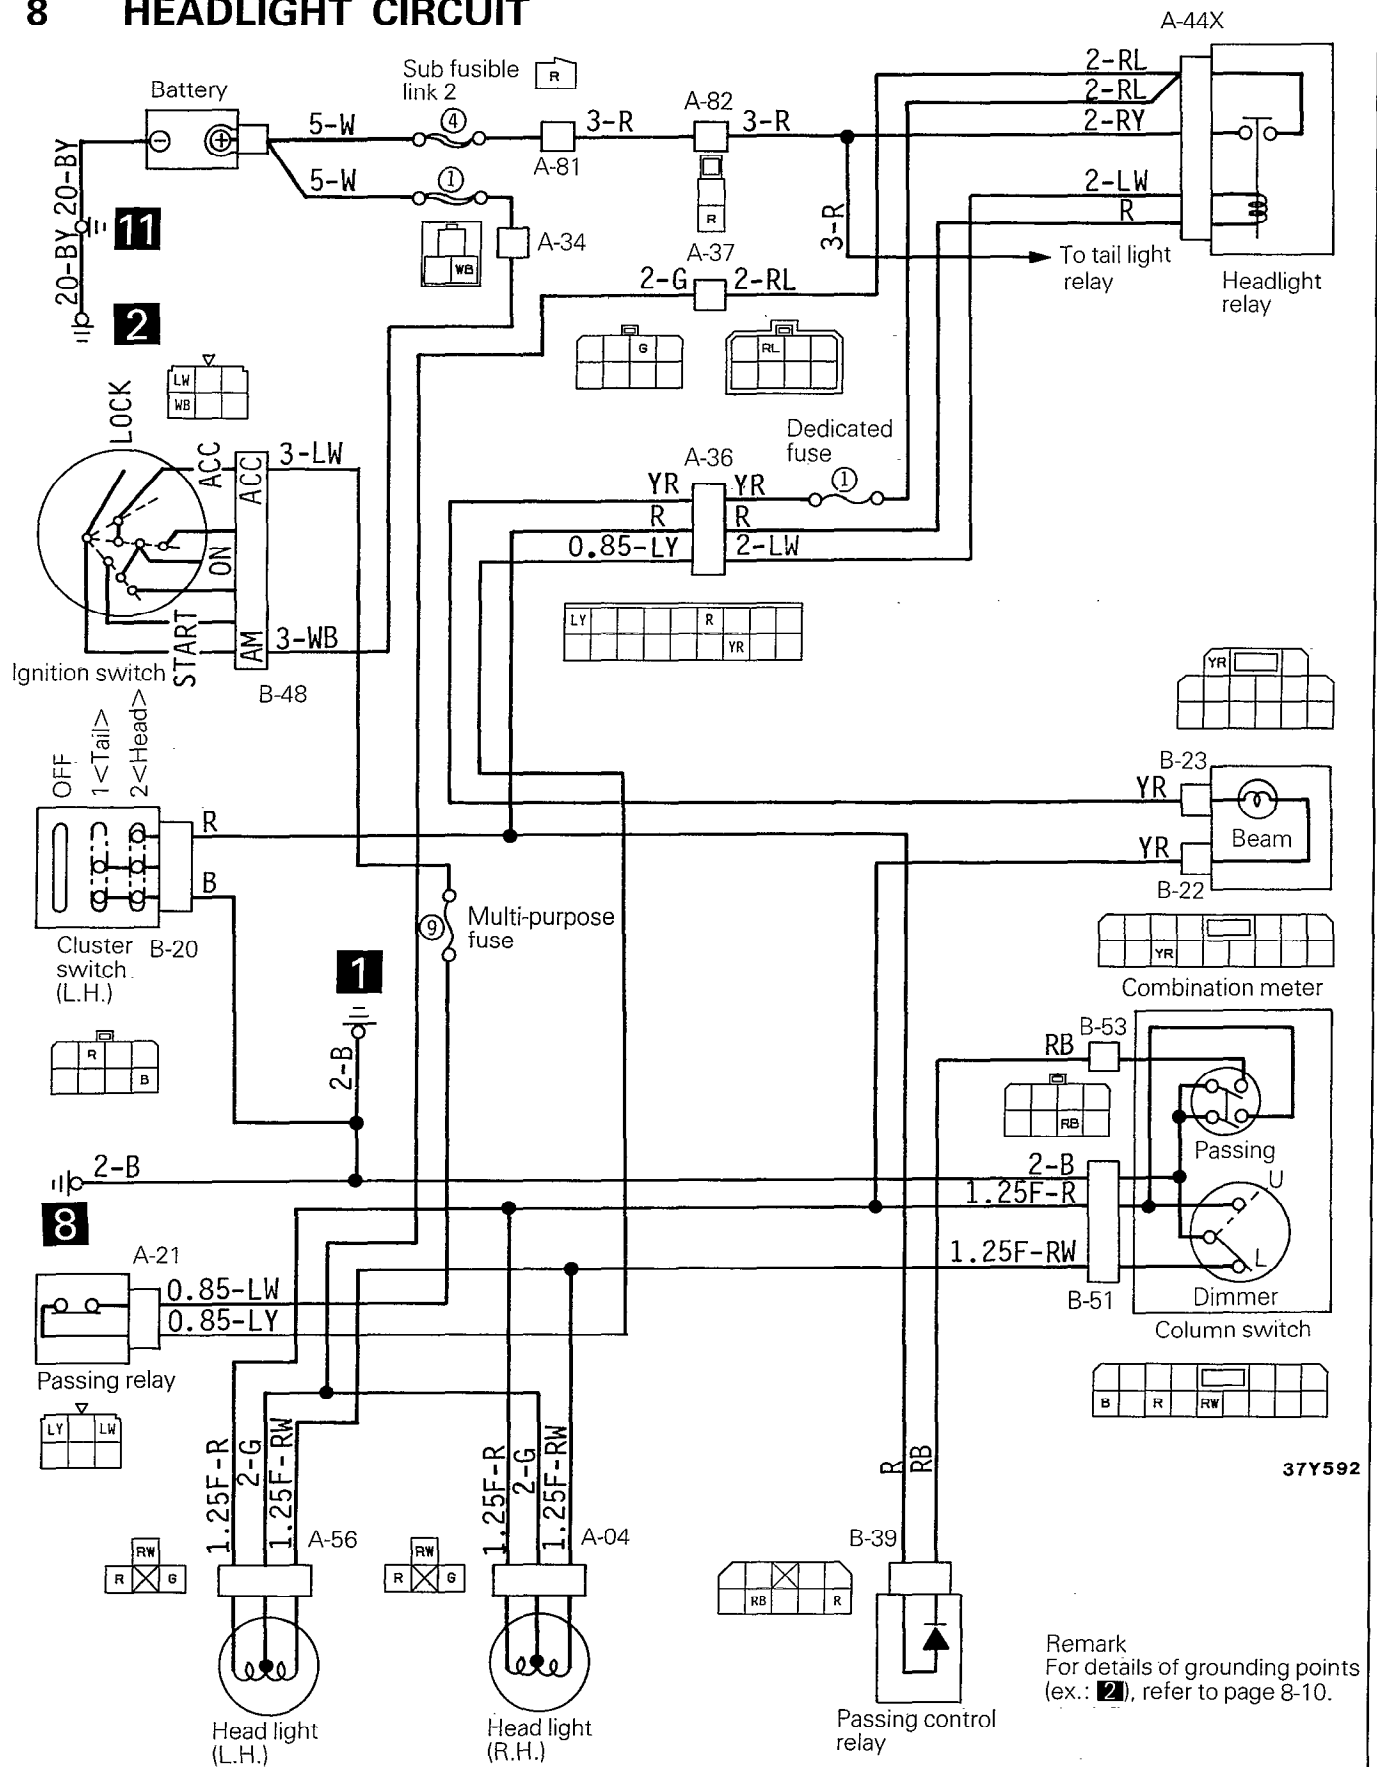 8 HEADLIGHT CIRCUIT
A-44X
Battery
Sub fusible
link 2
R
2-RL
2-RL
2-RY
2-LW
R
5-W
4
A-81
3-R
A-82
3-R
R
5-W
1
WB
A-34
20-BY
20-BY
11
2
3-R
To tail light
relay
Headlight
relay
A-37
2-G
2-RL
G
RL
LW
WB
LOCK
ACC
ACC
3-LW
ON
START
AM
3-WB
Ignition switch
B-48
Dedicated
fuse
A-36
YR
YR
1
R
R
0.85-LY
2-LW
LY
R
YR
YR
B-23
YR
Beam
YR
B-22
YR
Combination meter
OFF
1<Tail>
2<Head>
R
B
Cluster
switch
(L.H.)
B-20
R
B
9
Multi-purpose
fuse
1
2-B
8
2-B
B-53
RB
RB
Passing
2-B
1.25F-R
1.25F-RW
B-51
U
L
Dimmer
Column switch
B
R
RW
A-21
0.85-LW
0.85-LY
Passing relay
LY
LW
1.25F-R
2-G
1.25F-RW
A-56
RW
R
G
Head light
(L.H.)
1.25F-R
2-G
1.25F-RW
A-04
RW
R
G
Head light
(R.H.)
R
RB
B-39
RB
R
Passing control
relay
37Y592
Remark
For details of grounding points
(ex.: 2), refer to page 8-10.